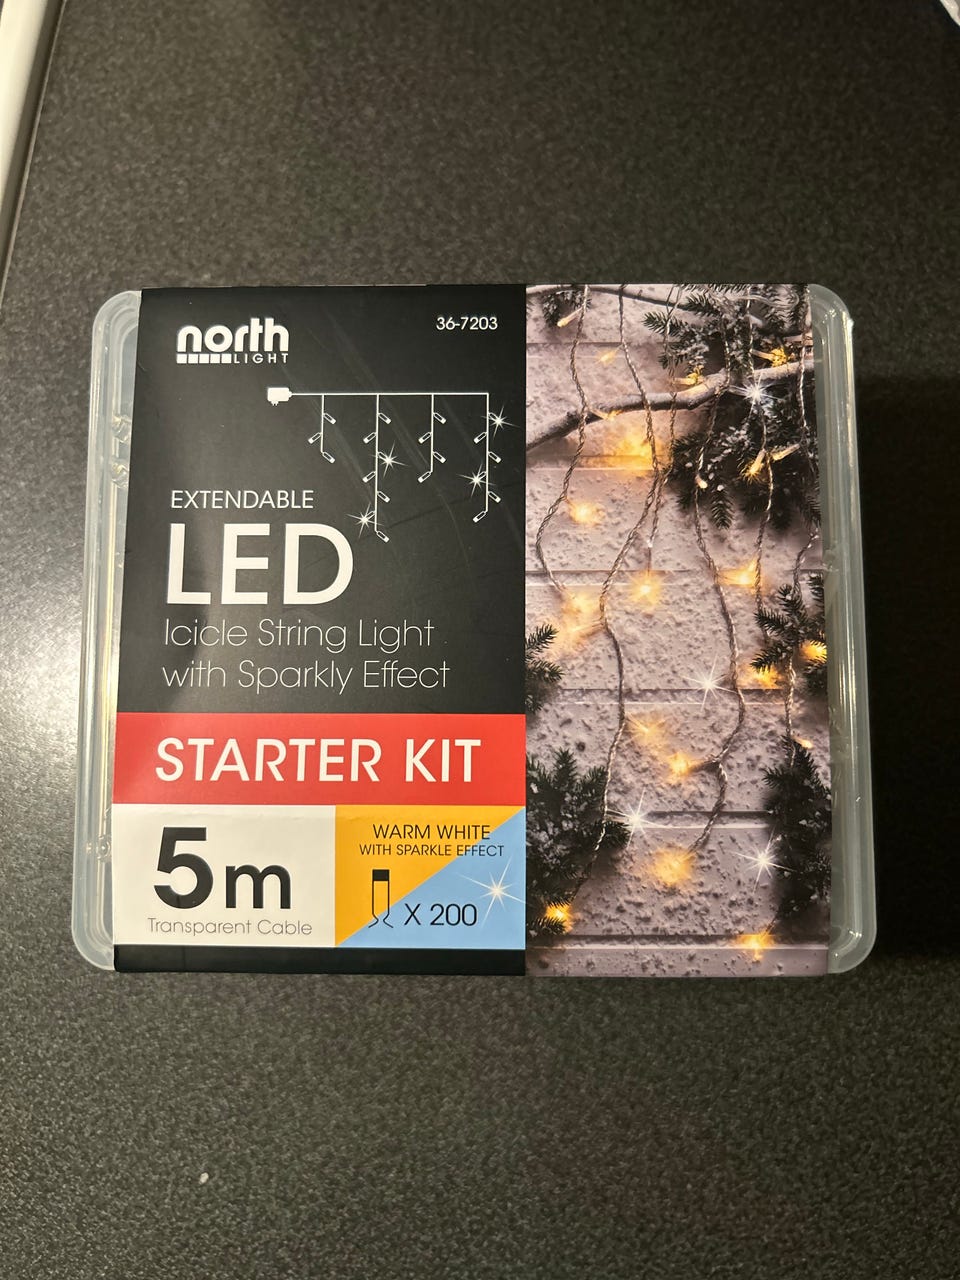 north
LIGHT
36-7203
EXTENDABLE
LED
Icicle String Light
with Sparkly Effect
STARTER KIT
5m
Transparent Cable
WARM WHITE
WITH SPARKLE EFFECT
X 200